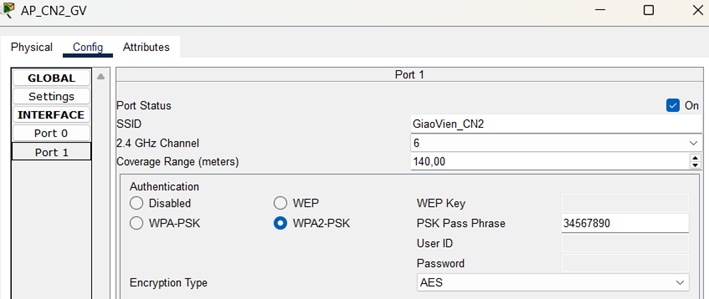 AP_CN2_GV
Physical Config Attributes
GLOBAL
Settings
INTERFACE
Port 0
Port 1
Port 1
Port Status On
SSID GiaoVien_CN2
2.4 GHz Channel 6
Coverage Range (meters) 140,00
Authentication
Disabled WEP WEP Key
WPA-PSK WPA2-PSK PSK Pass Phrase 34567890
User ID
Password
Encryption Type AES